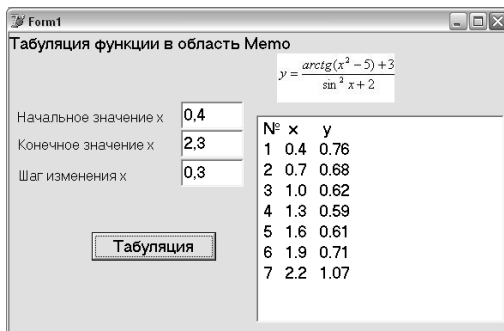 Form1
Табуляция функции в область Memo
y = arctg(x² − 5) + 3 / sin² x + 2
Начальное значение x 0,4
Конечное значение x 2,3
Шаг изменения x 0,3
Табуляция
№ x y
1 0.4 0.76
2 0.7 0.68
3 1.0 0.62
4 1.3 0.59
5 1.6 0.61
6 1.9 0.71
7 2.2 1.07